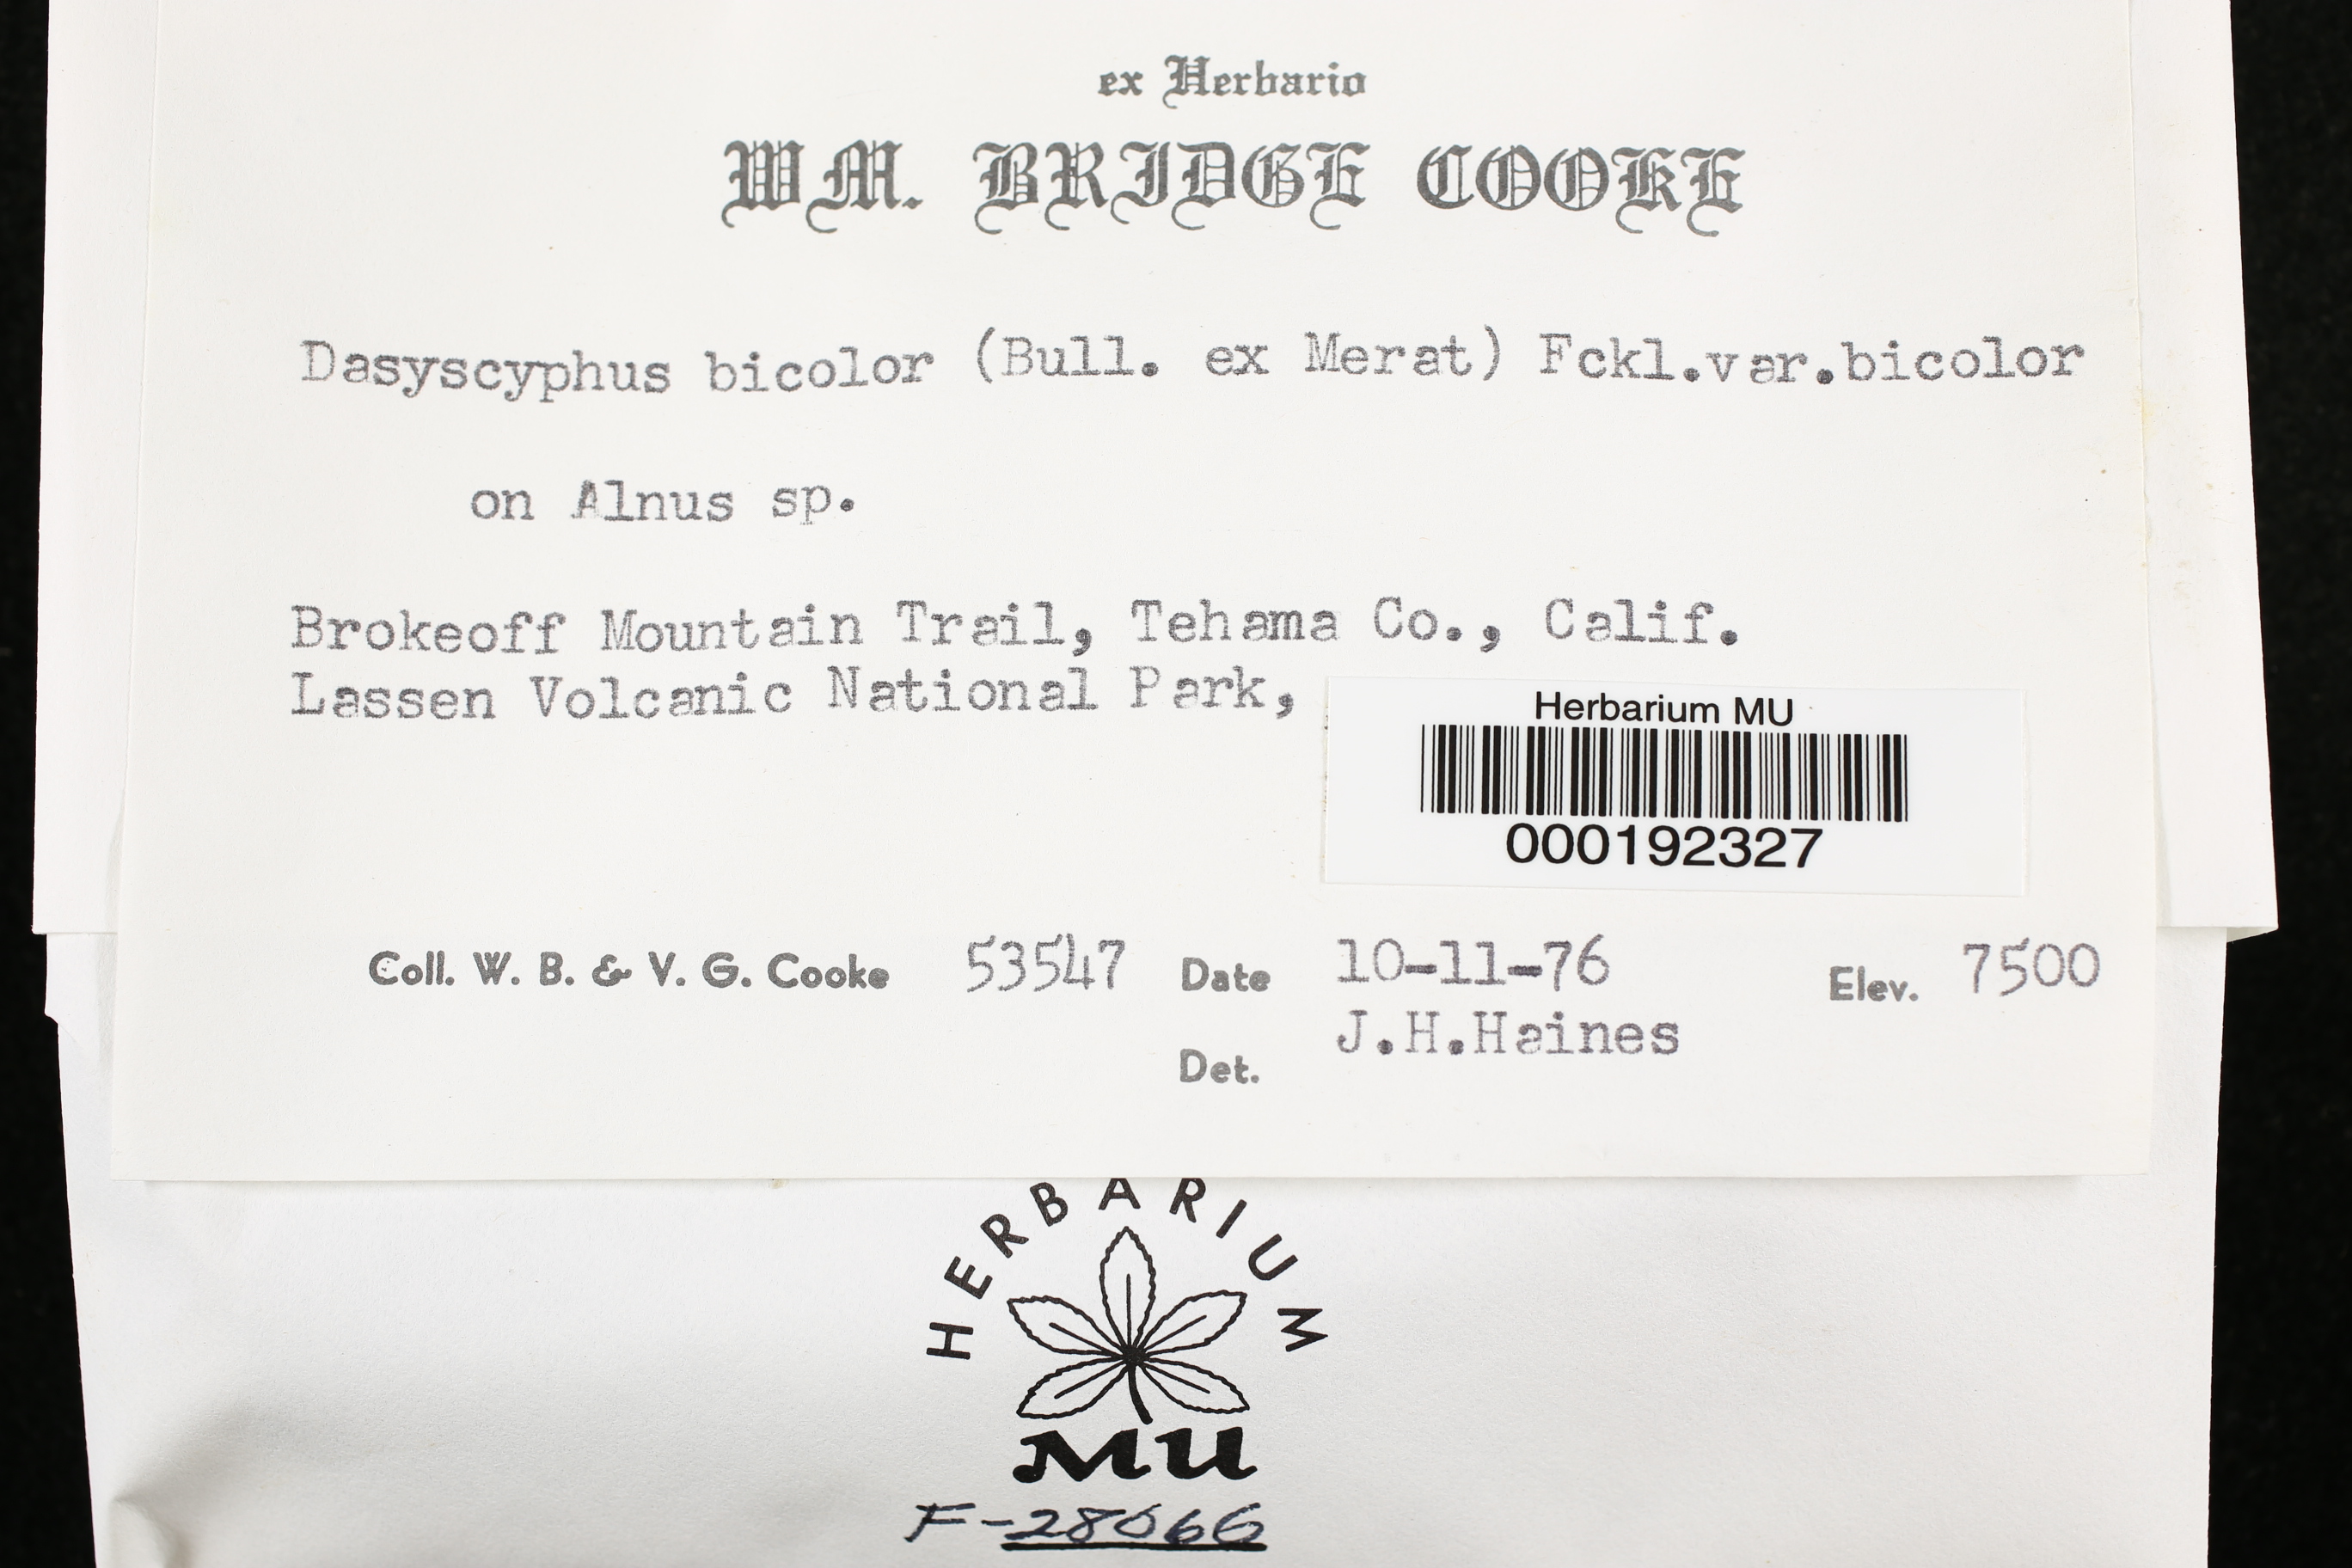 ex Herbario
WM. BRIDGE COOKE
Dasyscyphus bicolor (Bull. ex Merat) Fckl.var.bicolor
on Alnus sp.
Brokeoff Mountain Trail, Tehama Co., Calif.
Lassen Volcanic National Park,
Herbarium MU
000192327
Coll. W. B. & V. G. Cooke 53547 Date 10-11-76 Elev. 7500
Det. J.H.Haines
HERBARIUM
MU
F-28066